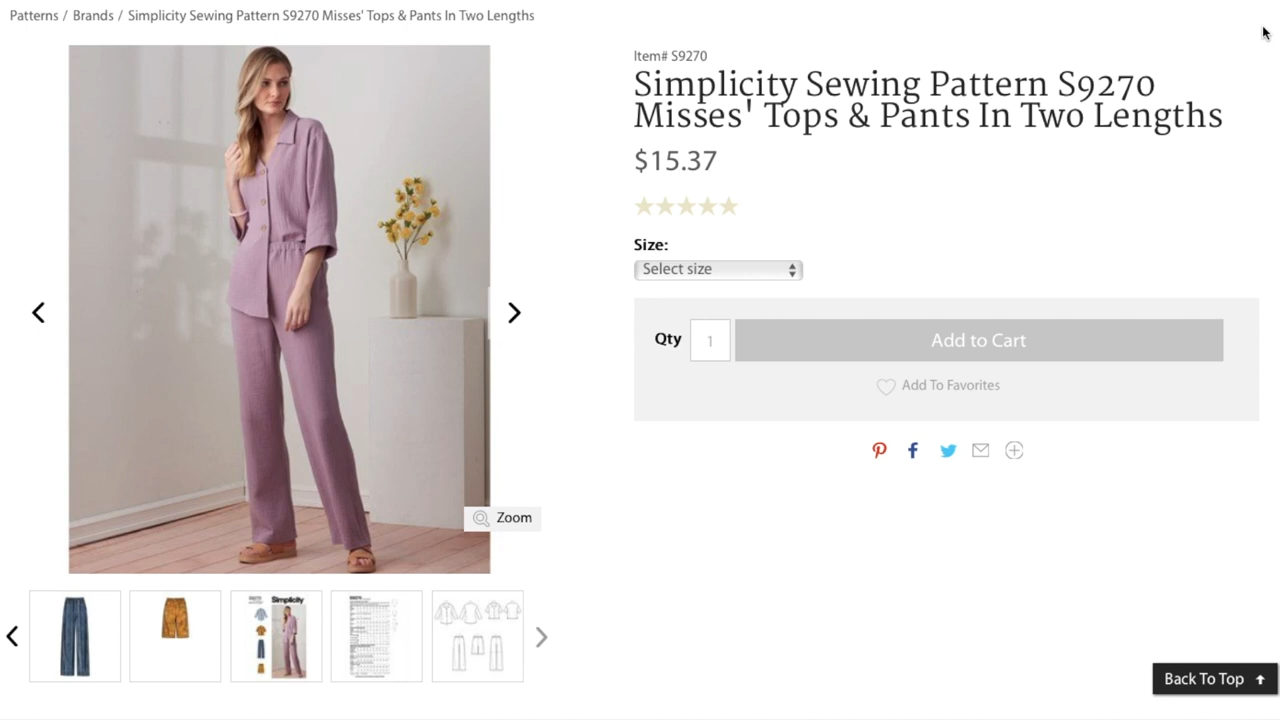 Patterns / Brands / Simplicity Sewing Pattern S9270 Misses' Tops & Pants In Two Lengths
Item# S9270
Simplicity Sewing Pattern S9270
Misses' Tops & Pants In Two Lengths
$15.37
Size:
Select size
Qty 1 Add to Cart
Add To Favorites
Zoom
Simplicity
Back To Top